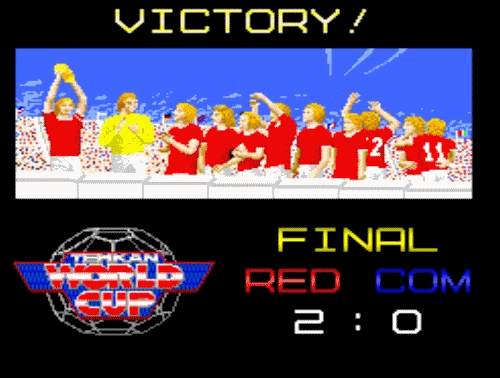 VICTORY!
2 11
TEHKAN
WORLD
CUP
FINAL
RED COM
2 : 0